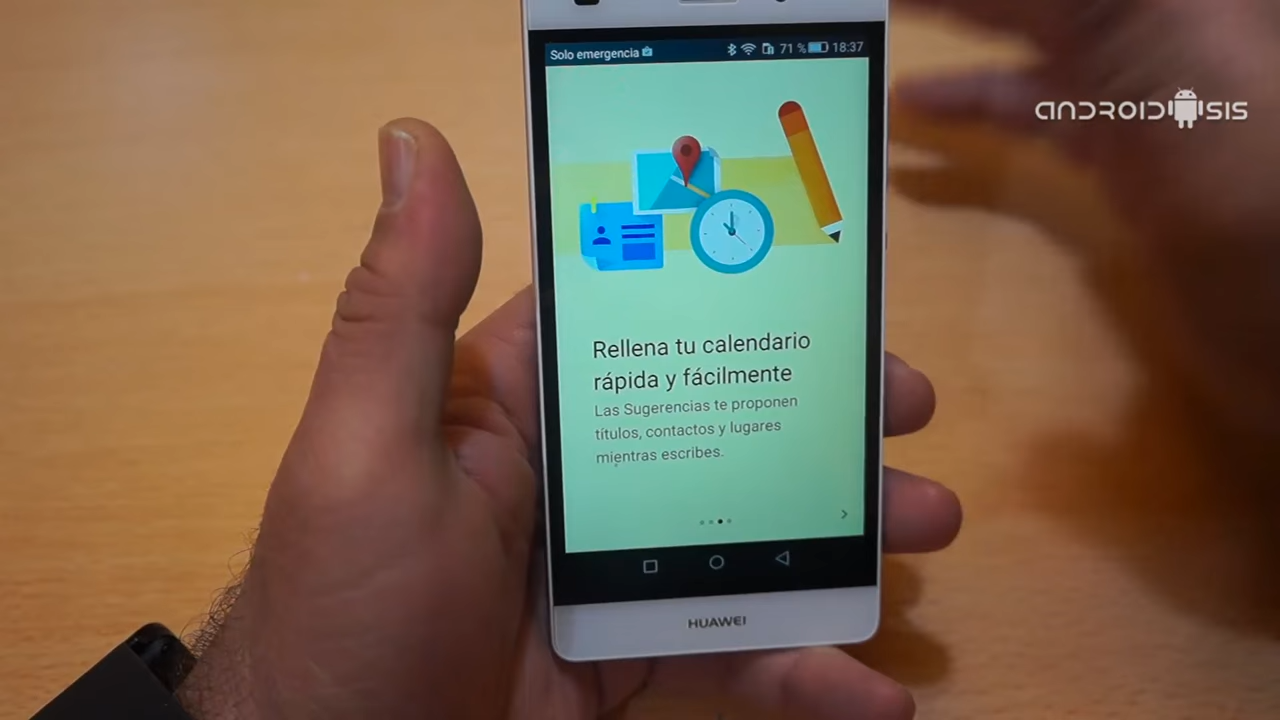 Solo emergencia
71 %
18:37
ANDROIDSIS
Rellena tu calendario
rápida y fácilmente
Las Sugerencias te proponen
títulos, contactos y lugares
mientras escribes.
HUAWEI